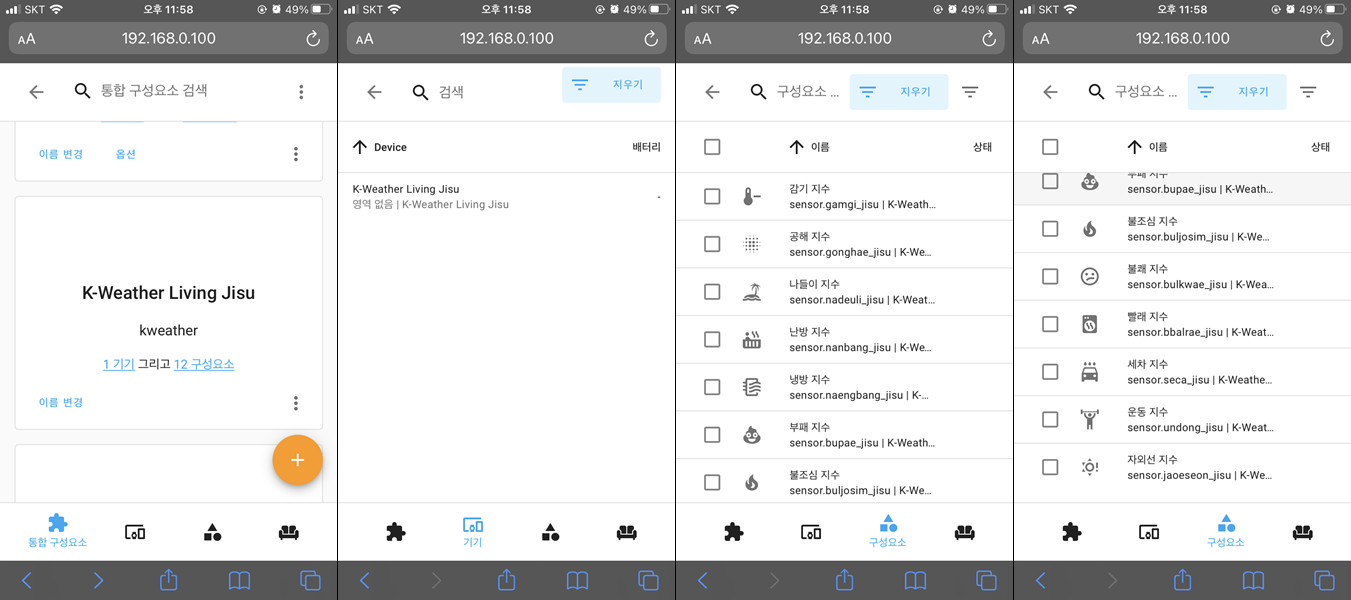 SKT 오후 11:58 49%
AA 192.168.0.100
통합 구성요소 검색
이름 변경 옵션
K-Weather Living Jisu
kweather
1 기기 그리고 12 구성요소
이름 변경
+
통합 구성요소
SKT 오후 11:58 49%
AA 192.168.0.100
검색 지우기
Device 배터리
K-Weather Living Jisu
영역 없음 | K-Weather Living Jisu -
기기
SKT 오후 11:58 49%
AA 192.168.0.100
구성요소 ... 지우기
이름 상태
감기 지수
sensor.gamgi_jisu | K-Weath...
공해 지수
sensor.gonghae_jisu | K-We...
나들이 지수
sensor.nadeuli_jisu | K-Weat...
난방 지수
sensor.nanbang_jisu | K-We...
냉방 지수
sensor.naengbang_jisu | K-...
부패 지수
sensor.bupae_jisu | K-Weath...
불조심 지수
sensor.buljosim_jisu | K-We...
구성요소
SKT 오후 11:58 49%
AA 192.168.0.100
구성요소 ... 지우기
이름 상태
부패 지수
sensor.bupae_jisu | K-Weath...
불조심 지수
sensor.buljosim_jisu | K-We...
불쾌 지수
sensor.bulkwae_jisu | K-Wea...
빨래 지수
sensor.bbalrae_jisu | K-Weat...
세차 지수
sensor.seca_jisu | K-Weathe...
운동 지수
sensor.undong_jisu | K-Weat...
자외선 지수
sensor.jaoeseon_jisu | K-We...
구성요소